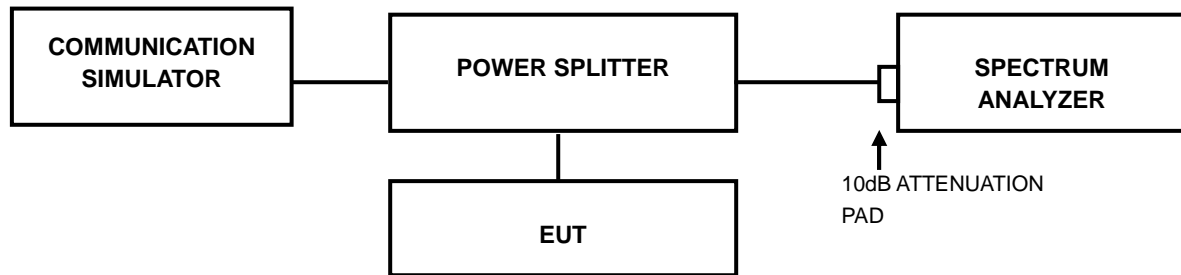 COMMUNICATION
SIMULATOR
POWER SPLITTER
SPECTRUM
ANALYZER
10dB ATTENUATION
PAD
EUT